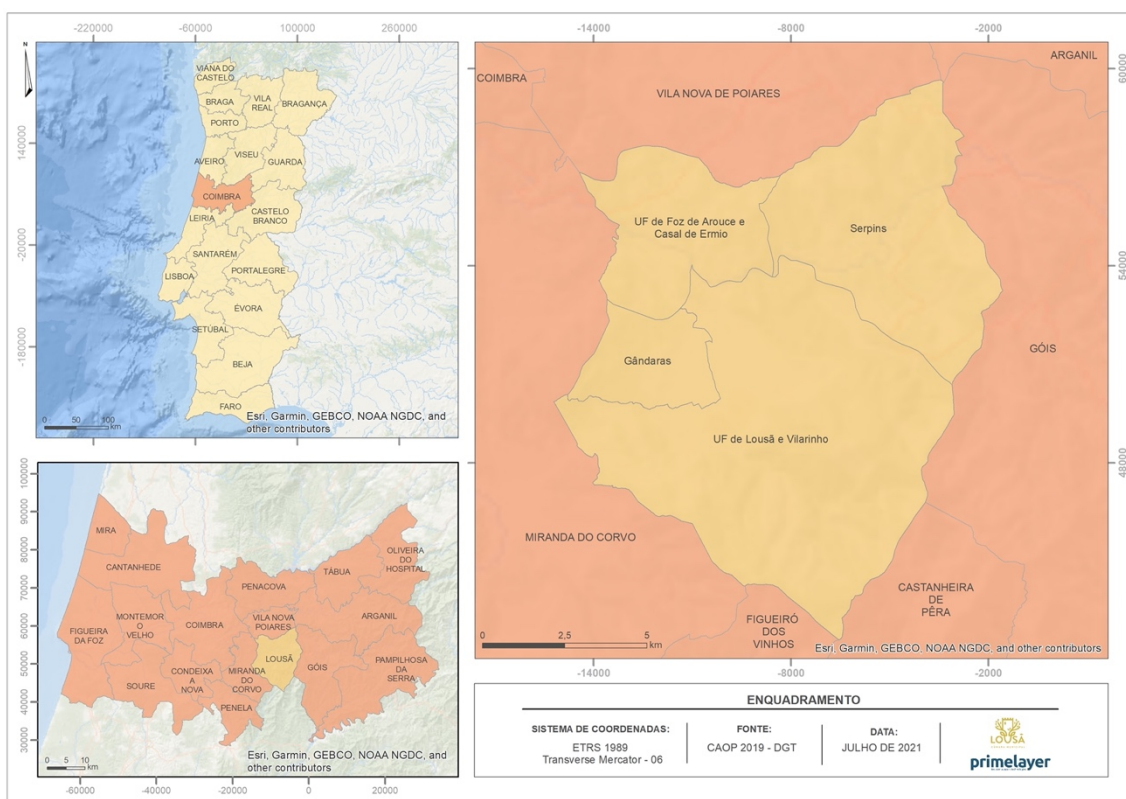 -220000
-60000
100000
260000
N
VIANA DO
CASTELO
BRAGA
VILA
REAL
BRAGANÇA
PORTO
AVEIRO
VISEU
GUARDA
COIMBRA
LEIRIA
CASTELO
BRANCO
SANTARÉM
LISBOA
PORTALEGRE
ÉVORA
SETÚBAL
BEJA
FARO
140000
-20000
-180000
0 50 100
km
Esri, Garmin, GEBCO, NOAA NGDC, and
other contributors
100000
90000
80000
70000
60000
50000
40000
30000
MIRA
CANTANHEDE
OLIVEIRA
DO
HOSPITAL
TÁBUA
PENACOVA
MONTEMOR
O
VELHO
COIMBRA
VILA NOVA
POIARES
ARGANIL
FIGUEIRA
DA FOZ
LOUSÃ
GÓIS
PAMPILHOSA
DA
SERRA
SOURE
CONDEIXA
A
NOVA
MIRANDA
DO
CORVO
PENELA
0 5 10
km
Esri, Garmin, GEBCO, NOAA NGDC, and
other contributors
-60000
-40000
-20000
0
20000
-14000
-8000
-2000
60000
54000
48000
COIMBRA
VILA NOVA DE POIARES
ARGANIL
UF de Foz de Arouce e
Casal de Ermio
Serpins
Gândaras
GÓIS
UF de Lousã e Vilarinho
MIRANDA DO CORVO
CASTANHEIRA
DE
PÊRA
FIGUEIRÓ
DOS
VINHOS
0 2,5 5
km
Esri, Garmin, GEBCO, NOAA NGDC, and other contributors
-14000
-8000
-2000
ENQUADRAMENTO
SISTEMA DE COORDENADAS:
ETRS 1989
Transverse Mercator - 06
FONTE:
CAOP 2019 - DGT
DATA:
JULHO DE 2021
LOUSÃ
primelayer